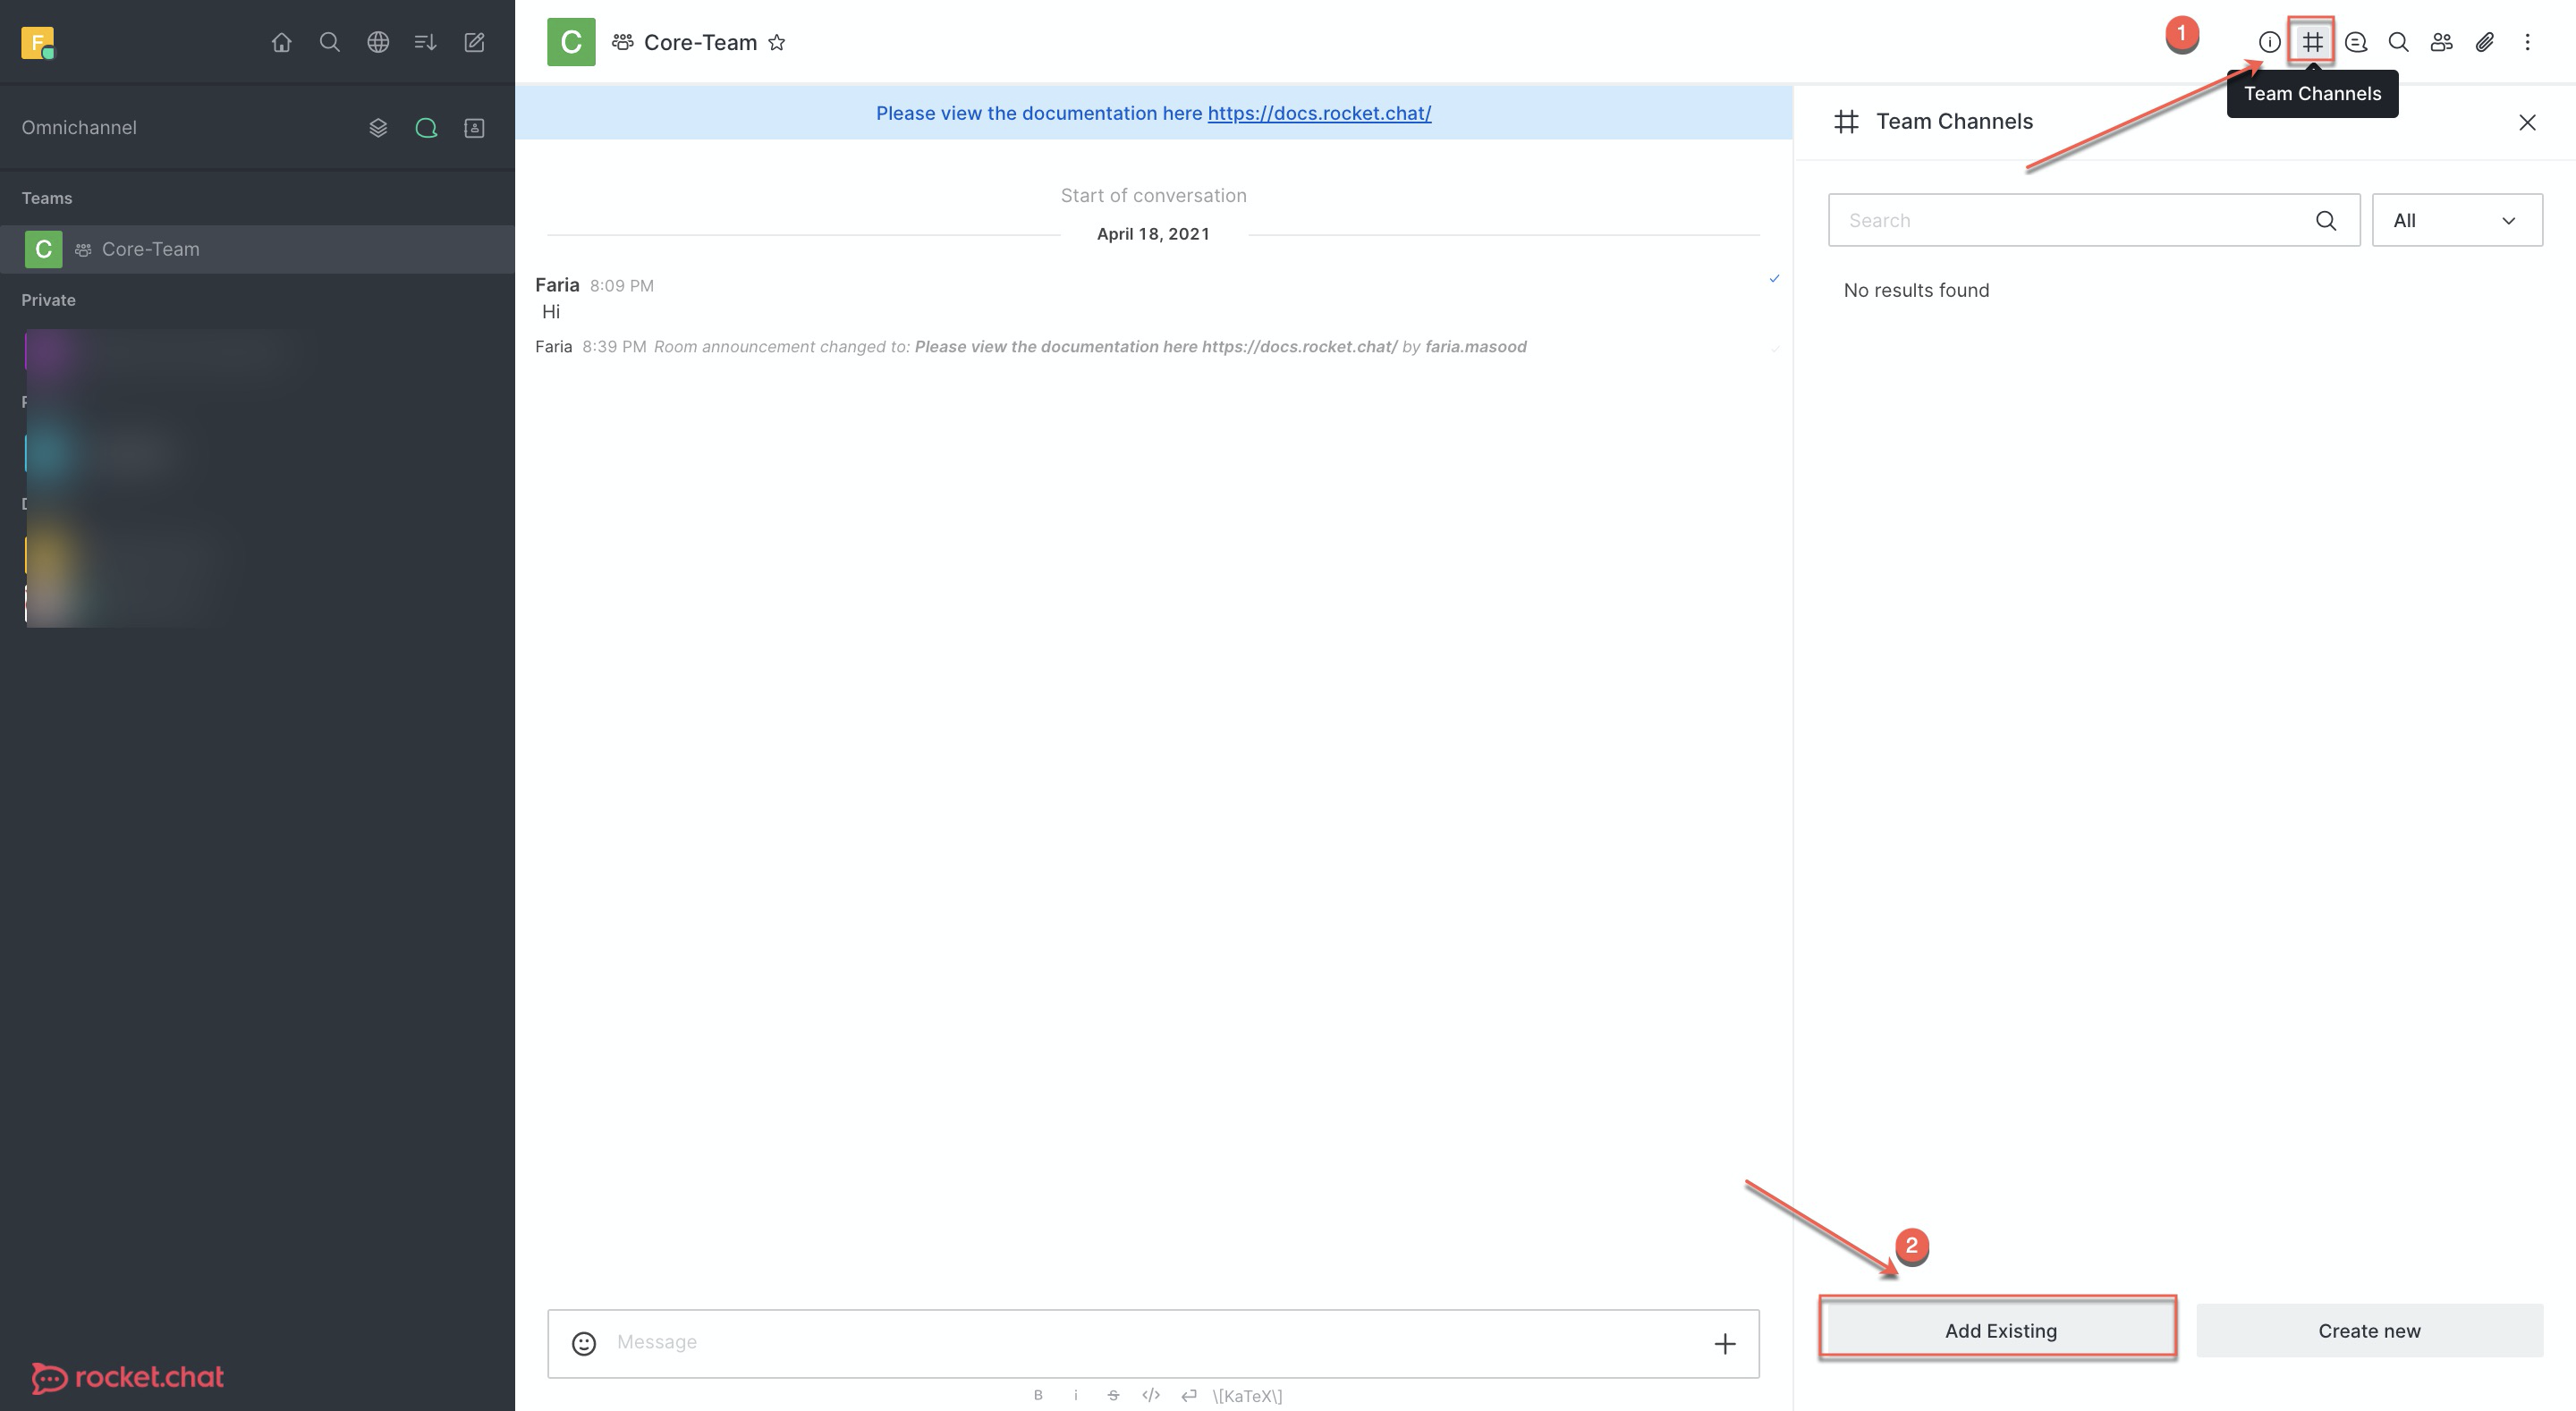 F
Omnichannel
Teams
C Core-Team
Private
rocket.chat
C Core-Team
1
Team Channels
Please view the documentation here https://docs.rocket.chat/
Start of conversation
April 18, 2021
Faria 8:09 PM
Hi
Faria 8:39 PM Room announcement changed to: Please view the documentation here https://docs.rocket.chat/ by faria.masood
Message
B i S </> \[KaTeX\]
Team Channels
Search
All
No results found
2
Add Existing
Create new